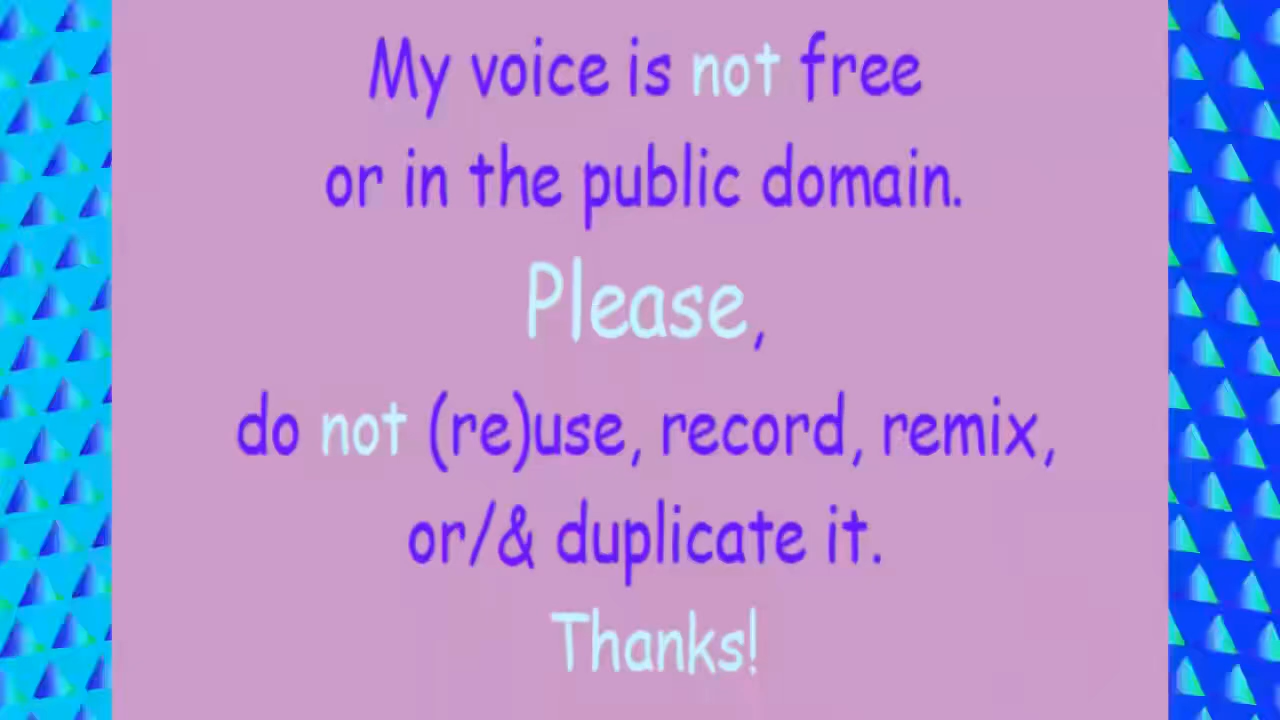 My voice is not free
or in the public domain.
Please,
do not (re)use, record, remix,
or/& duplicate it.
Thanks!